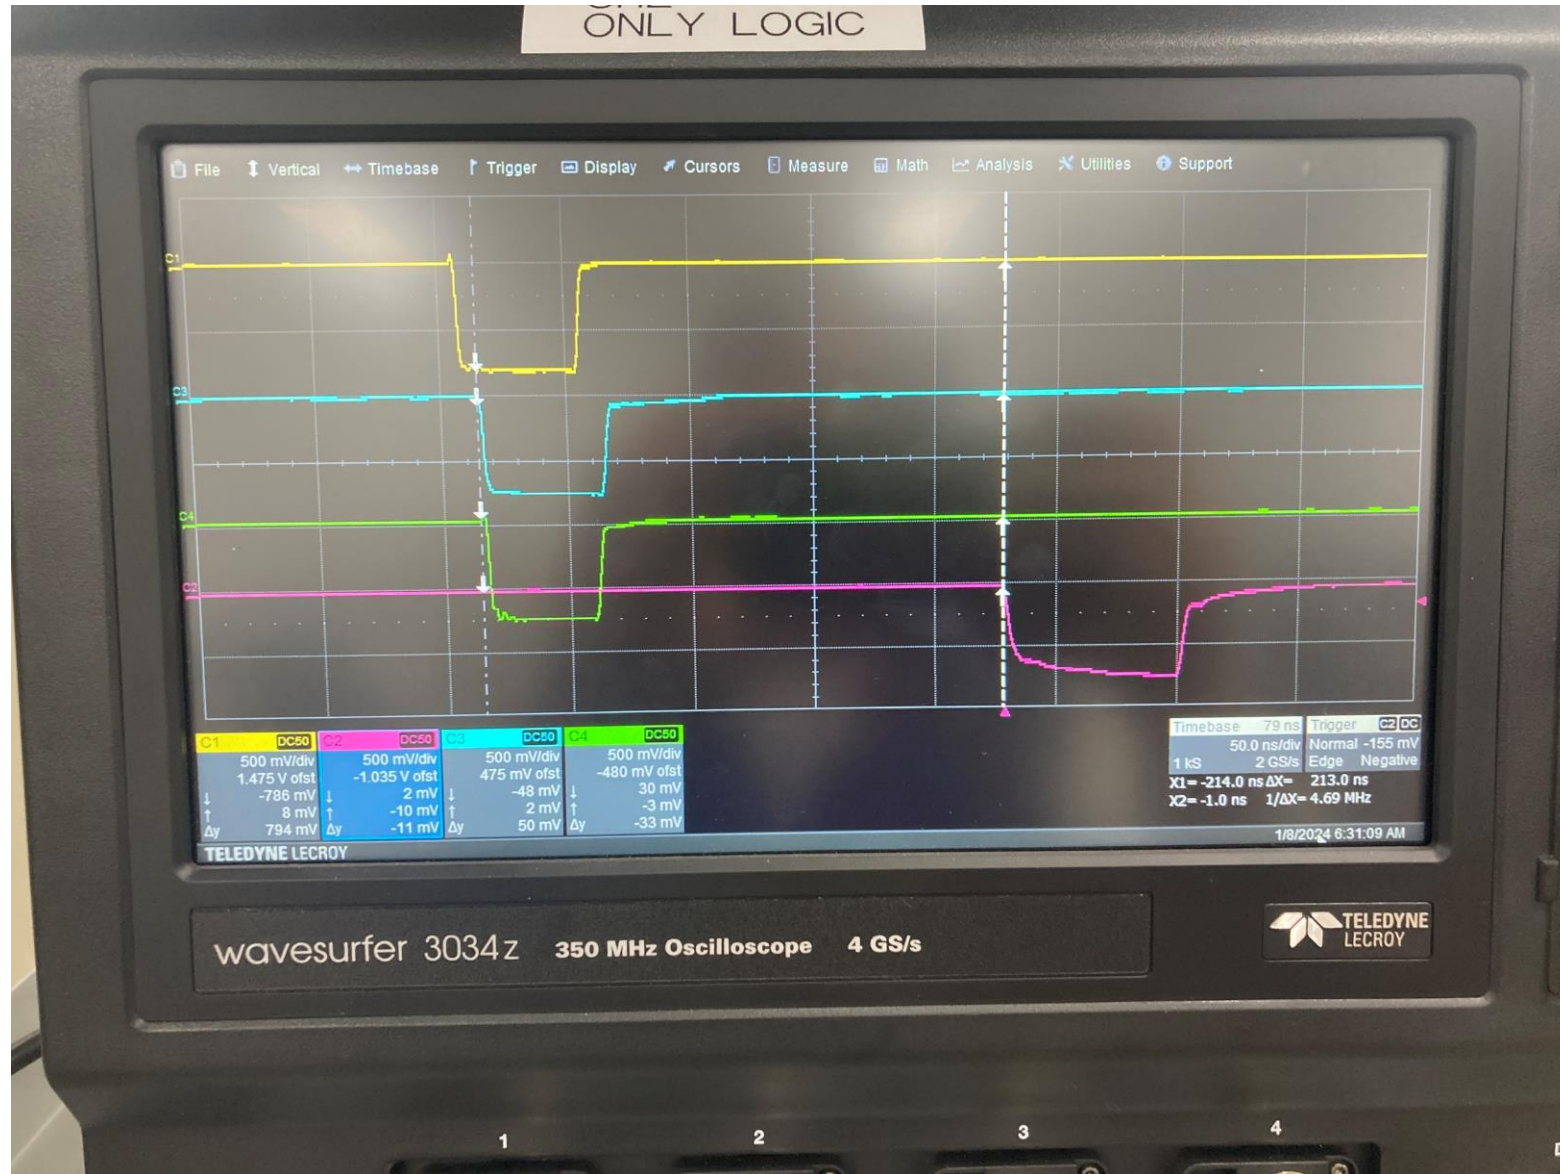 ONLY LOGIC
File Vertical Timebase Trigger Display Cursors Measure Math Analysis Utilities Support
C1
C3
C4
C2
C1 DC50
500 mV/div
1.475 V ofst
↓ -786 mV
↑ 8 mV
Δy 794 mV
C2 DC50
500 mV/div
-1.035 V ofst
↓ 2 mV
↑ -10 mV
Δy -11 mV
C3 DC50
500 mV/div
475 mV ofst
↓ -48 mV
↑ 2 mV
Δy 50 mV
C4 DC50
500 mV/div
-480 mV ofst
↓ 30 mV
↑ -3 mV
Δy -33 mV
Timebase 79 ns
50.0 ns/div
1 kS 2 GS/s
Trigger C2 DC
Normal -155 mV
Edge Negative
X1= -214.0 ns ΔX= 213.0 ns
X2= -1.0 ns 1/ΔX= 4.69 MHz
TELEDYNE LECROY
1/8/2024 6:31:09 AM
wavesurfer 3034z 350 MHz Oscilloscope 4 GS/s
TELEDYNE
LECROY
1 2 3 4